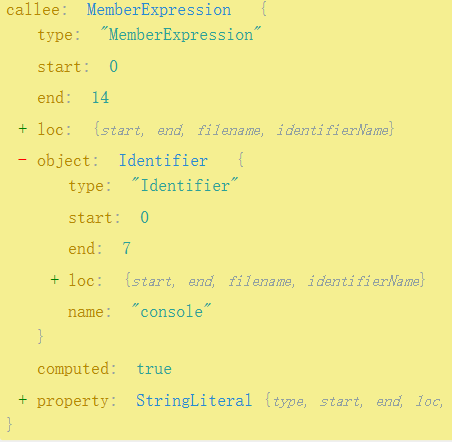 callee: MemberExpression {
type: "MemberExpression"
start: 0
end: 14
+ loc: {start, end, filename, identifierName}
- object: Identifier {
type: "Identifier"
start: 0
end: 7
+ loc: {start, end, filename, identifierName}
name: "console"
}
computed: true
+ property: StringLiteral {type, start, end, loc,
}